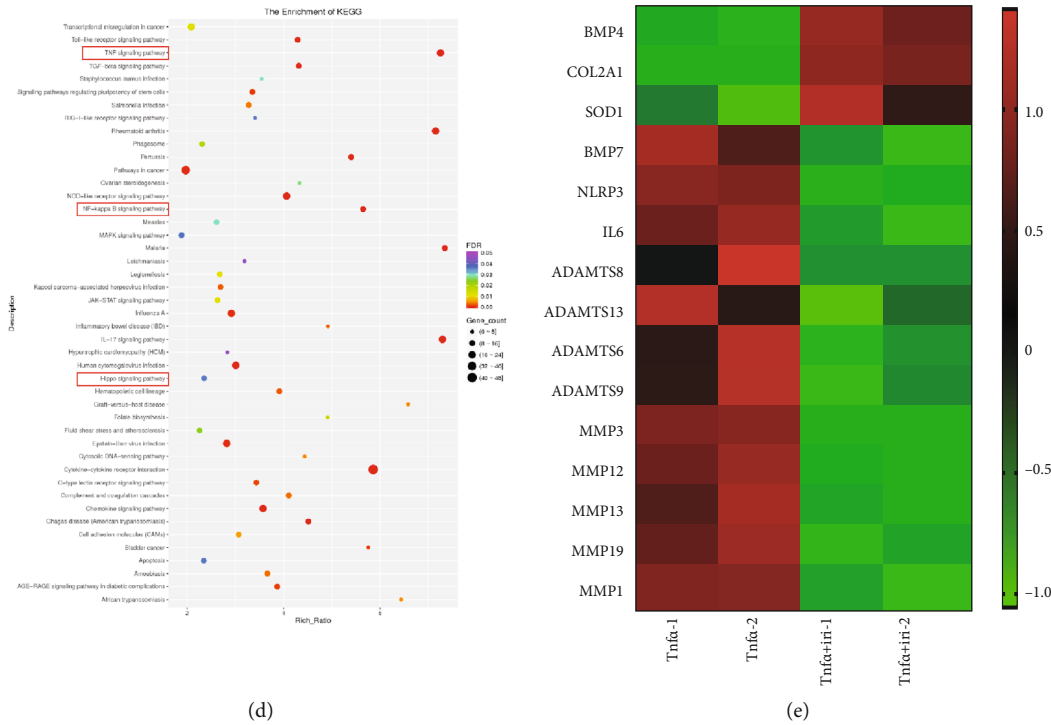 The Enrichment of KEGG
Transcriptional misregulation in cancer
Toll-like receptor signaling pathway
TNF signaling pathway
TGF-beta signaling pathway
Staphylococcus aureus infection
Signaling pathways regulating pluripotency of stem cells
Salmonella infection
RIG-I-like receptor signaling pathway
Rheumatoid arthritis
Phagosome
Pertussis
Pathways in cancer
Ovarian steroidogenesis
NOD-like receptor signaling pathway
NF-kappa B signaling pathway
Measles
MAPK signaling pathway
Malaria
Leishmaniasis
Legionellosis
Kaposi sarcoma-associated herpesvirus infection
JAK-STAT signaling pathway
Influenza A
Inflammatory bowel disease (IBD)
IL-17 signaling pathway
Hypertrophic cardiomyopathy (HCM)
Human cytomegalovirus infection
Hippo signaling pathway
Hematopoietic cell lineage
Graft-versus-host disease
Folate biosynthesis
Fluid shear stress and atherosclerosis
Epstein-Barr virus infection
Cytosolic DNA-sensing pathway
Cytokine-cytokine receptor interaction
C-type lectin receptor signaling pathway
Complement and coagulation cascades
Chemokine signaling pathway
Chagas disease (American trypanosomiasis)
Cell adhesion molecules (CAMs)
Bladder cancer
Apoptosis
Amoebiasis
AGE-RAGE signaling pathway in diabetic complications
African trypanosomiasis
Description
2
4
6
Rich_Ratio
FDR
0.05
0.04
0.03
0.02
0.01
0.00
Gene_count
(8 ~ 16]
(16 ~ 24]
(40 ~ 48]
(d)
BMP4
COL2A1
SOD1
BMP7
NLRP3
IL6
ADAMTS8
ADAMTS13
ADAMTS6
ADAMTS9
MMP3
MMP12
MMP13
MMP19
MMP1
Tnfα-1
Tnfα-2
Tnfα+iri-1
Tnfα+iri-2
1.0
0.5
0
−0.5
−1.0
(e)